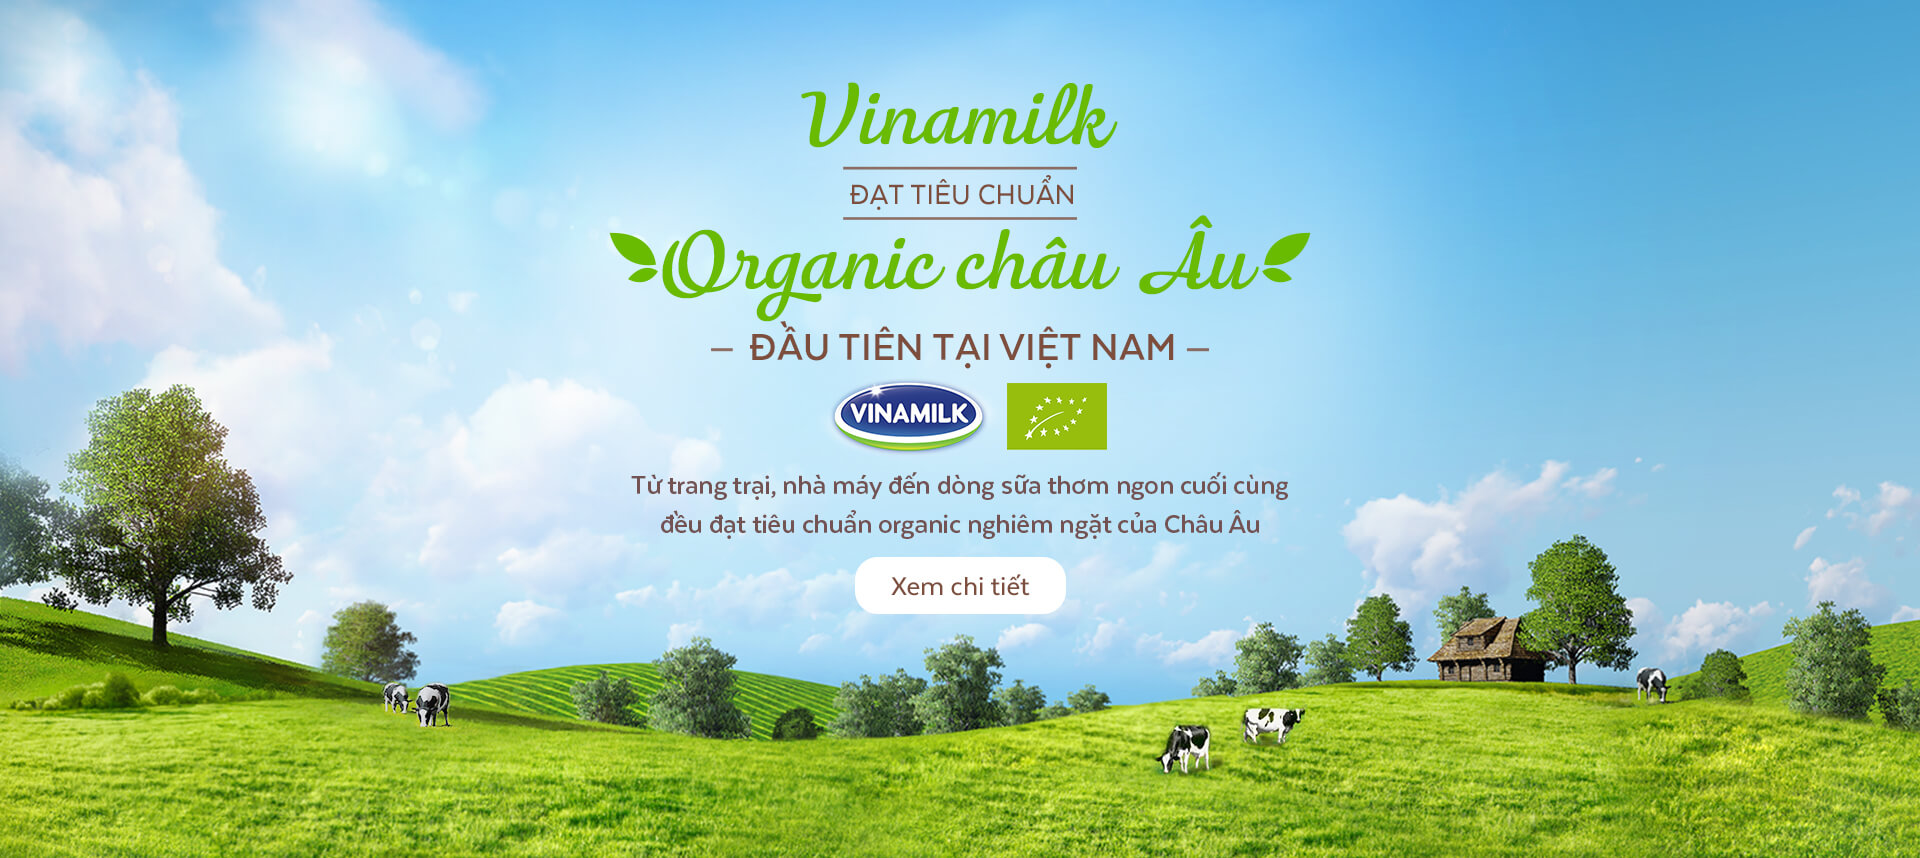 Vinamilk
ĐẠT TIÊU CHUẨN
Organic châu Âu
– ĐẦU TIÊN TẠI VIỆT NAM –
VINAMILK
Từ trang trại, nhà máy đến dòng sữa thơm ngon cuối cùng
đều đạt tiêu chuẩn organic nghiêm ngặt của Châu Âu
Xem chi tiết